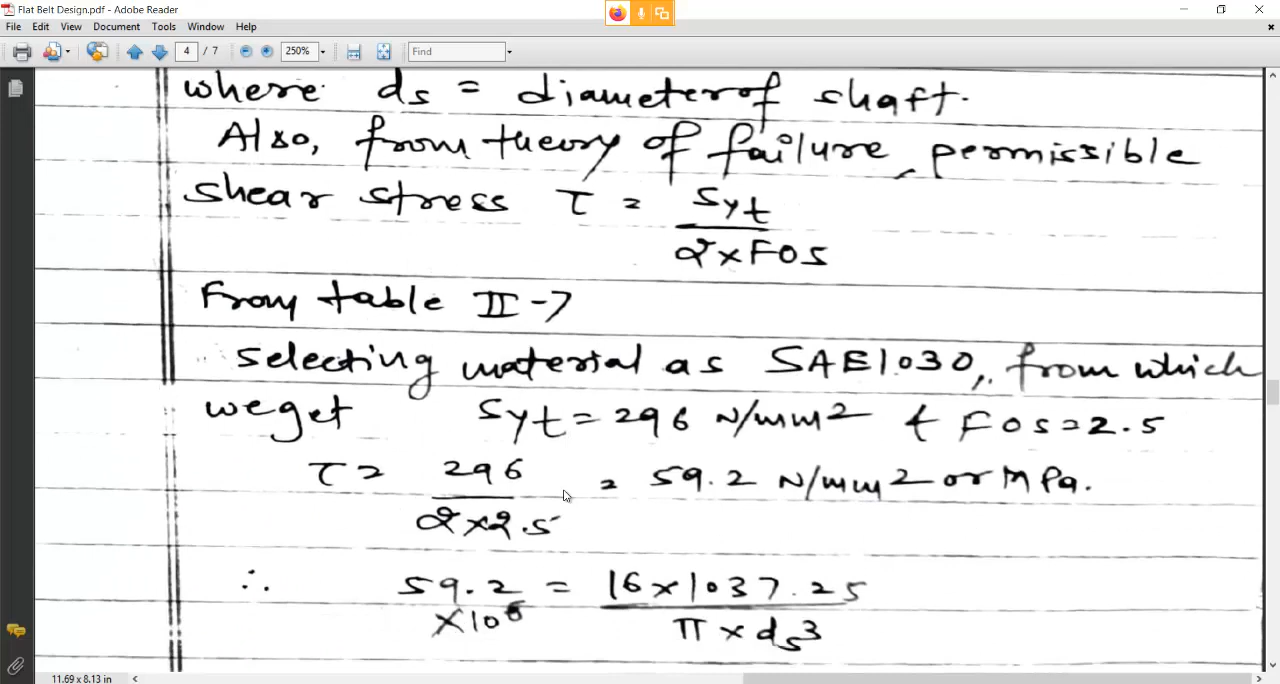 Flat Belt Design.pdf - Adobe Reader
File Edit View Document Tools Window Help
4 / 7 250% Find
where ds = diameter of shaft.
Also, from theory of failure, permissible
shear stress τ = Syt
2×FOS
From table II-7
selecting material as SAE1030, from which
we get Syt = 296 N/mm2 & FOS=2.5
τ = 296 = 59.2 N/mm2 or MPa.
2×2.5
∴ 59.2 = 16×1037.25
×10⁶ π × ds3
11.69 x 8.13 in